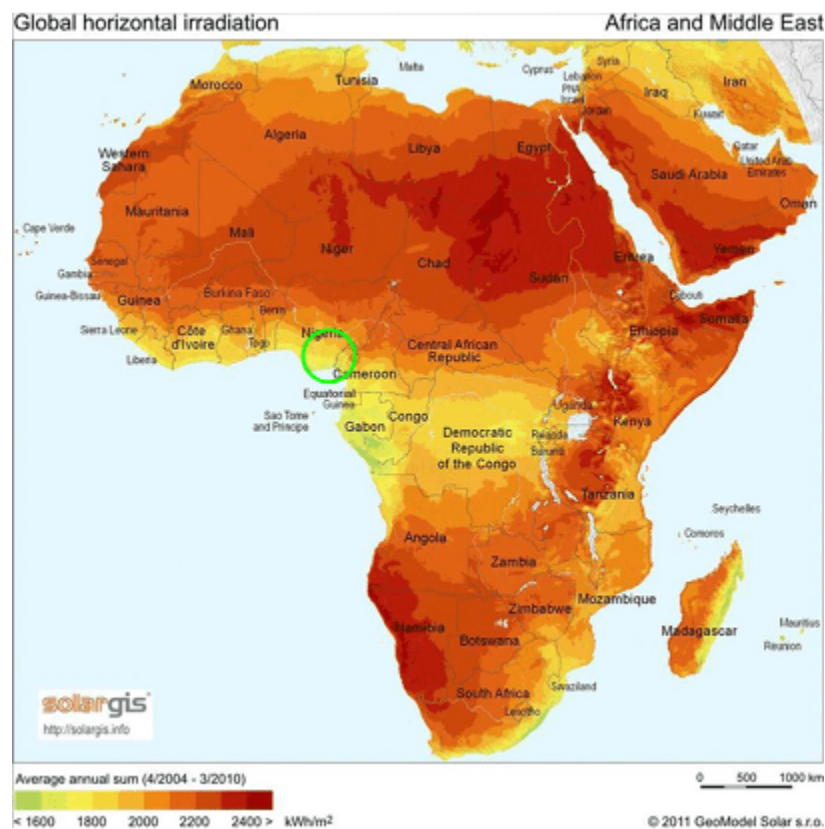 Global horizontal irradiation
Africa and Middle East
Malta
Cyprus
Syria
Lebanon
PNA
Israel
Jordan
Iraq
Iran
Kuwait
Qatar
United Arab
Emirates
Morocco
Tunisia
Algeria
Libya
Egypt
Saudi Arabia
Oman
Western
Sahara
Mauritania
Mali
Niger
Chad
Sudan
Eritrea
Yemen
Cape Verde
Senegal
Gambia
Guinea-Bissau
Guinea
Burkina Faso
Benin
Djibouti
Somalia
Sierra Leone
Côte
d'Ivoire
Ghana
Togo
Nigeria
Liberia
Central African
Republic
Ethiopia
Cameroon
Equatorial
Guinea
Sao Tome
and Principe
Gabon
Congo
Democratic
Republic
of the Congo
Uganda
Kenya
Rwanda
Burundi
Tanzania
Seychelles
Comoros
Angola
Zambia
Mozambique
Zimbabwe
Namibia
Botswana
Madagascar
Mauritius
Reunion
South Africa
Swaziland
Lesotho
solargis
http://solargis.info
Average annual sum (4/2004 - 3/2010)
< 1600 1800 2000 2200 2400 > kWh/m²
0 500 1000 km
© 2011 GeoModel Solar s.r.o.